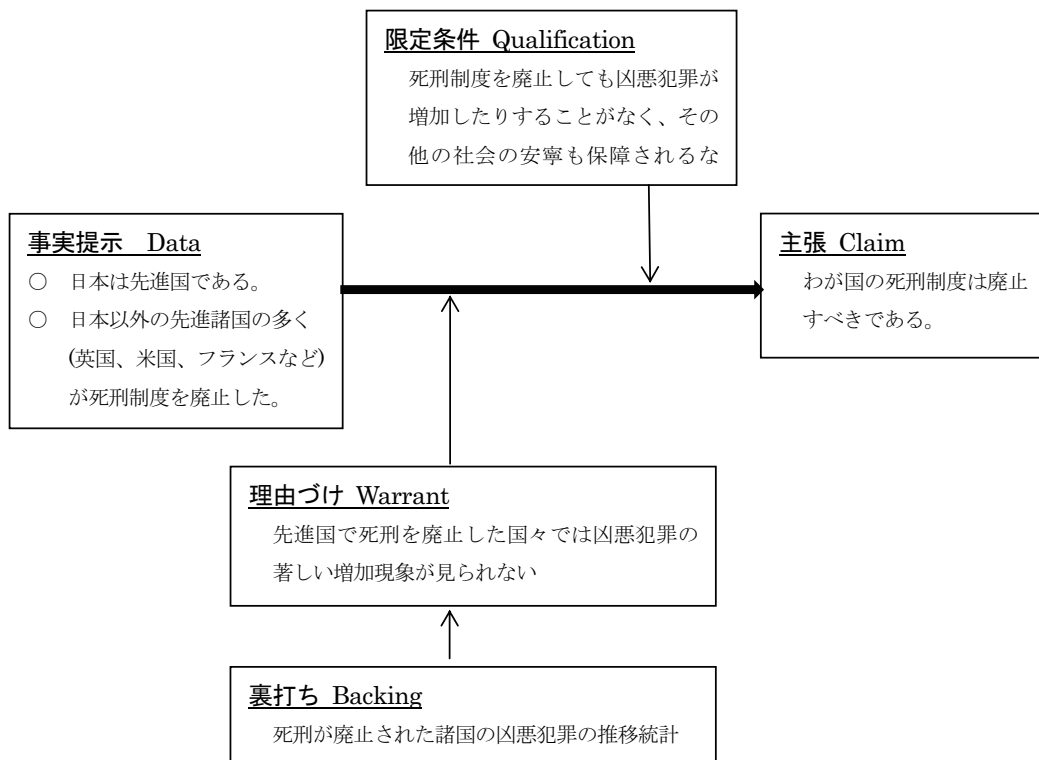 限定条件 Qualification
死刑制度を廃止しても凶悪犯罪が
増加したりすることがなく、その
他の社会の安寧も保障されるな
事実提示　Data
○　日本は先進国である。
○　日本以外の先進諸国の多く
(英国、米国、フランスなど)
が死刑制度を廃止した。
主張 Claim
わが国の死刑制度は廃止
すべきである。
理由づけ Warrant
先進国で死刑を廃止した国々では凶悪犯罪の
著しい増加現象が見られない
裏打ち Backing
死刑が廃止された諸国の凶悪犯罪の推移統計